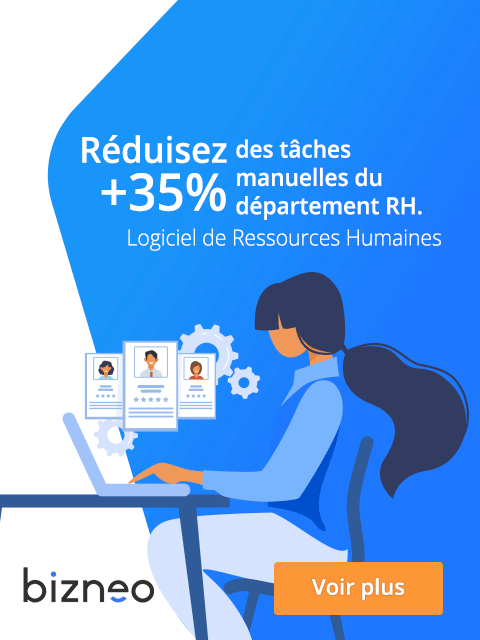 Réduisez des tâches
+35% manuelles du
département RH.
Logiciel de Ressources Humaines
bizneo
Voir plus